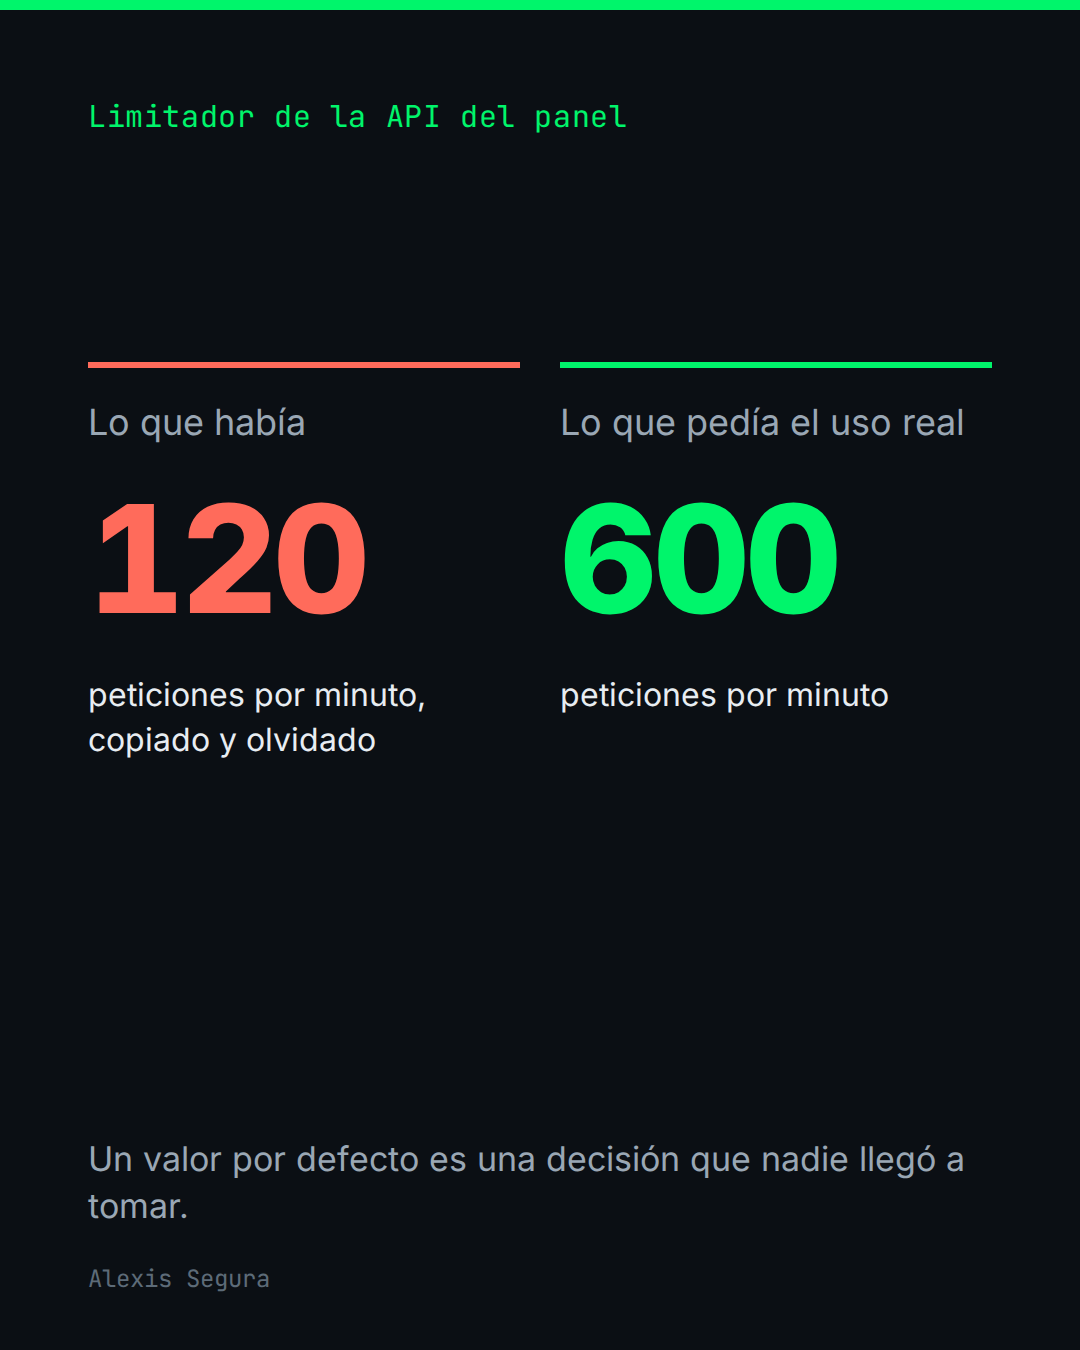 Limitador de la API del panel
Lo que había
120
peticiones por minuto,
copiado y olvidado
Lo que pedía el uso real
600
peticiones por minuto
Un valor por defecto es una decisión que nadie llegó a
tomar.
Alexis Segura